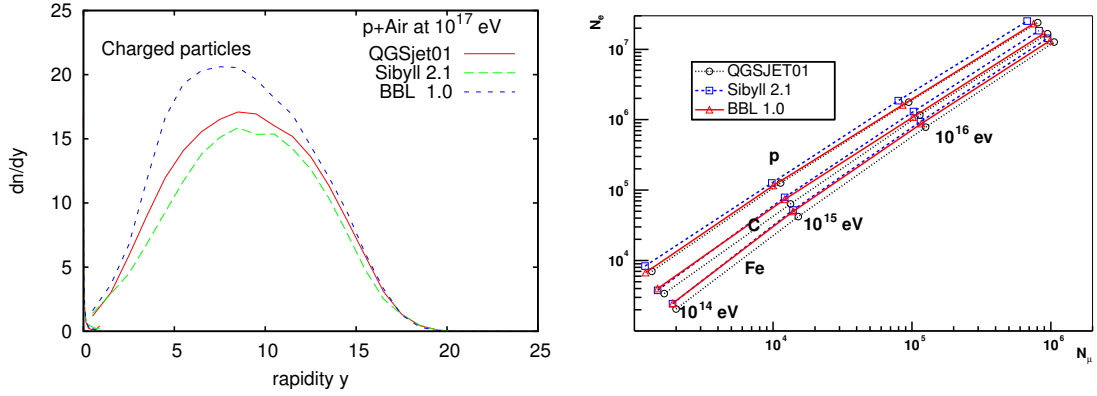 p+Air at 10^17 eV
Charged particles
QGSjet01
Sibyll 2.1
BBL 1.0
dn/dy
25
20
15
10
5
0
0 5 10 15 20 25
rapidity y
N_e
10^7
10^6
10^5
10^4
QGSJET01
Sibyll 2.1
BBL 1.0
p
C
Fe
10^16 ev
10^15 eV
10^14 eV
10^4 10^5 10^6
N_μ